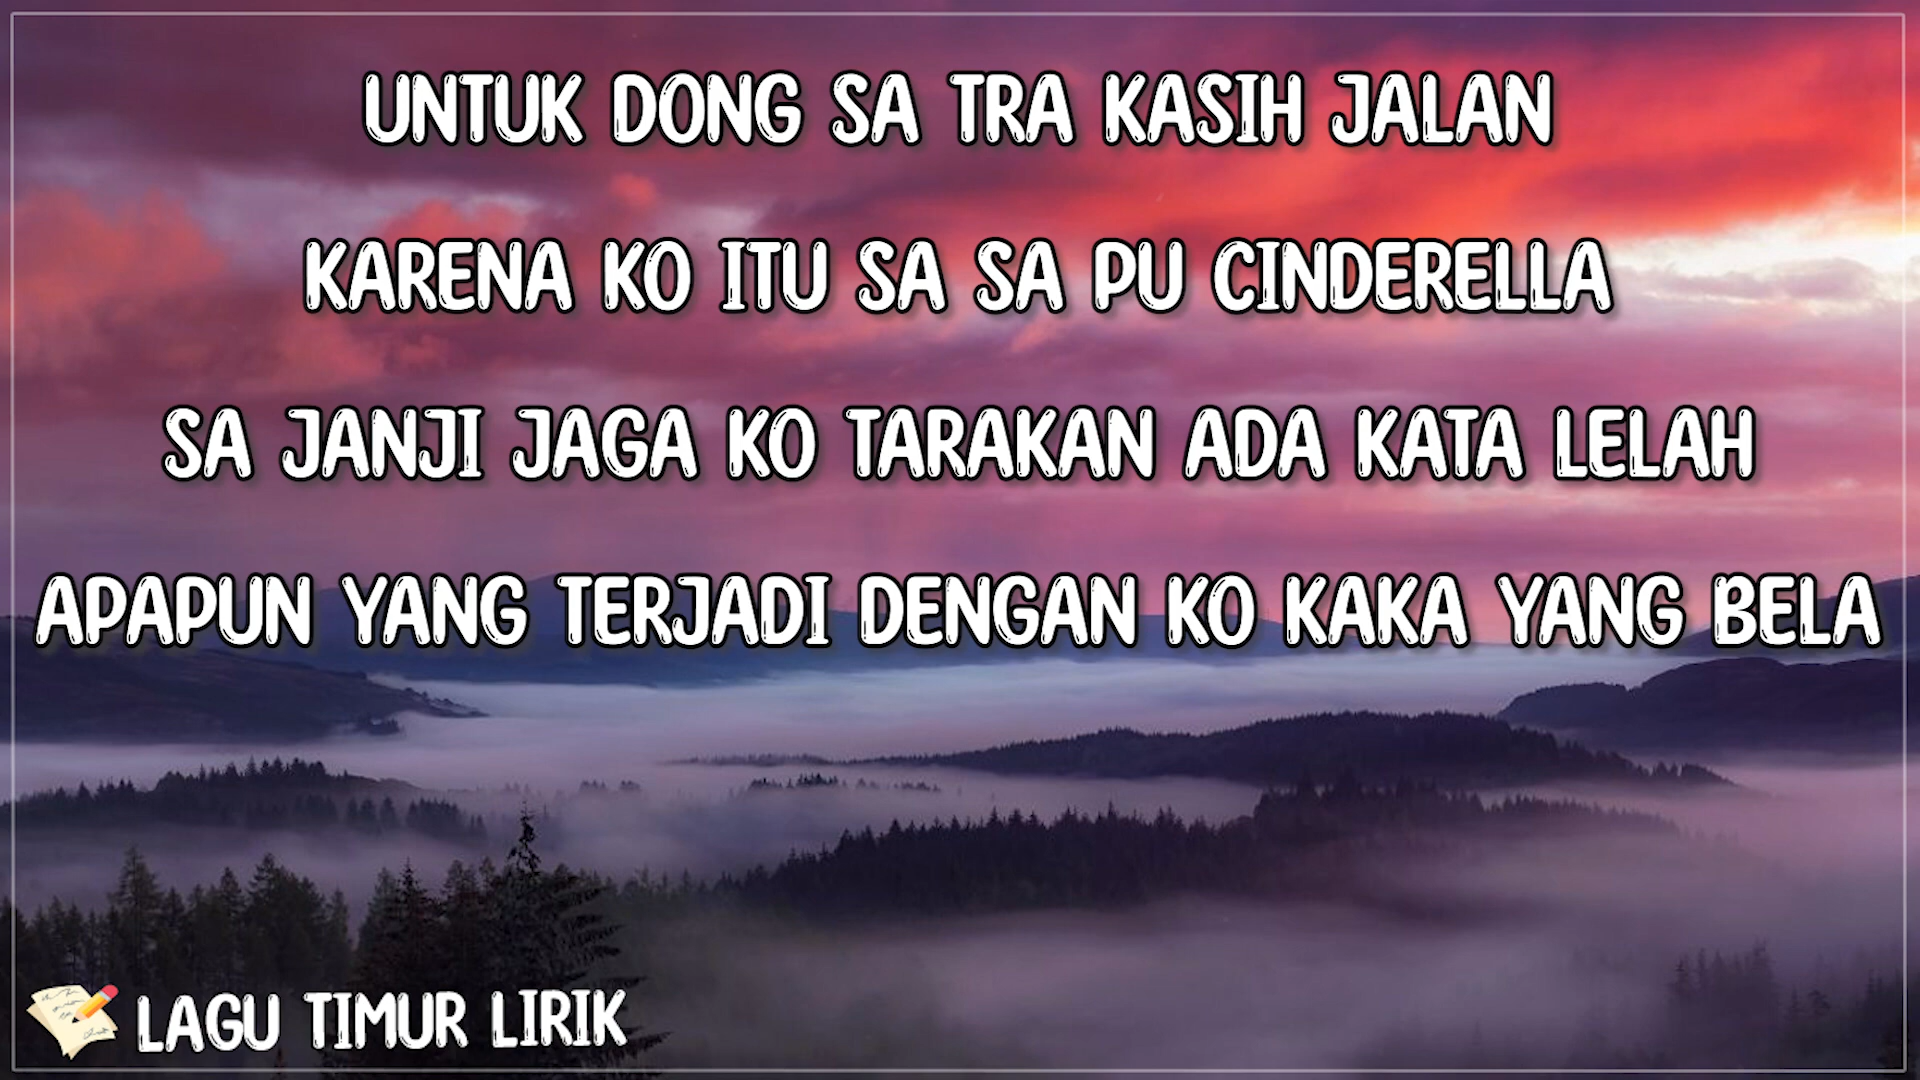 UNTUK DONG SA TRA KASIH JALAN
KARENA KO ITU SA SA PU CINDERELLA
SA JANJI JAGA KO TARAKAN ADA KATA LELAH
APAPUN YANG TERJADI DENGAN KO KAKA YANG BELA
LAGU TIMUR LIRIK